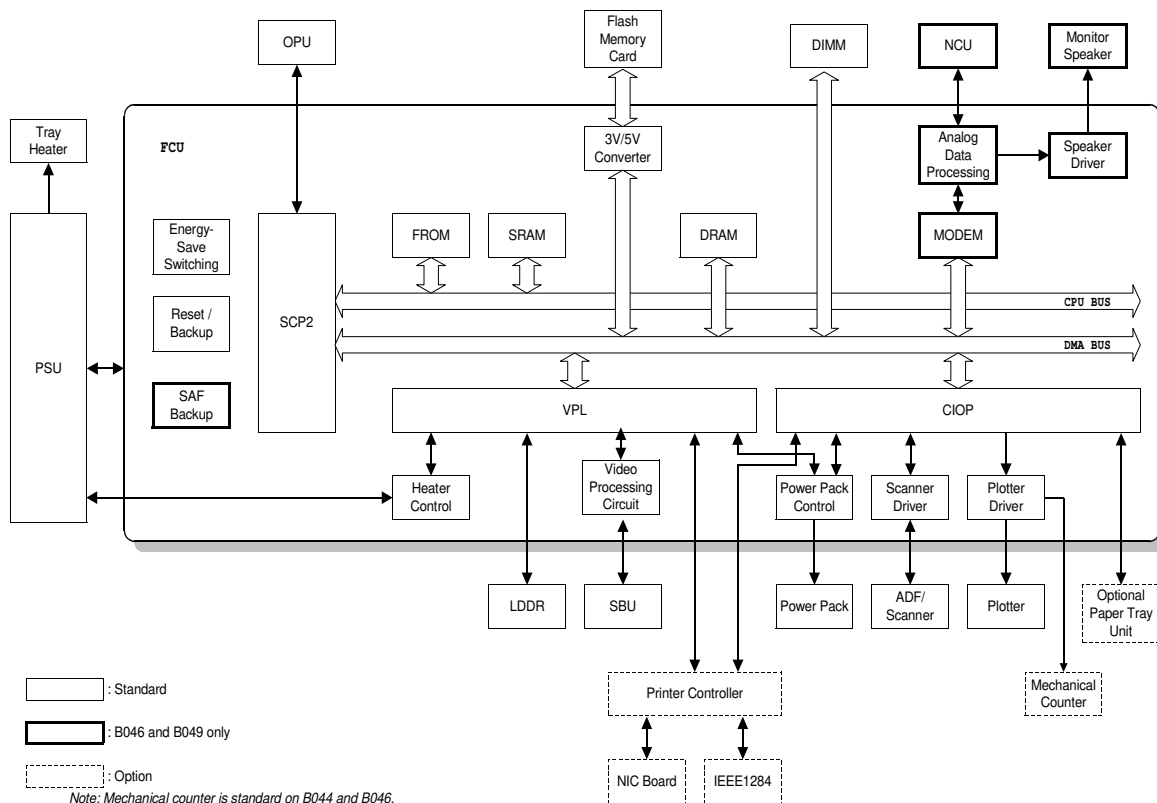 OPU
Flash
Memory
Card
DIMM
NCU
Monitor
Speaker
Tray
Heater
FCU
3V/5V
Converter
Analog
Data
Processing
Speaker
Driver
Energy-
Save
Switching
FROM
SRAM
DRAM
MODEM
Reset /
Backup
SCP2
CPU BUS
DMA BUS
PSU
SAF
Backup
VPL
CIOP
Heater
Control
Video
Processing
Circuit
Power Pack
Control
Scanner
Driver
Plotter
Driver
LDDR
SBU
Power Pack
ADF/
Scanner
Plotter
Optional
Paper Tray
Unit
: Standard
Printer Controller
Mechanical
Counter
: B046 and B049 only
: Option
NIC Board
IEEE1284
Note: Mechanical counter is standard on B044 and B046.